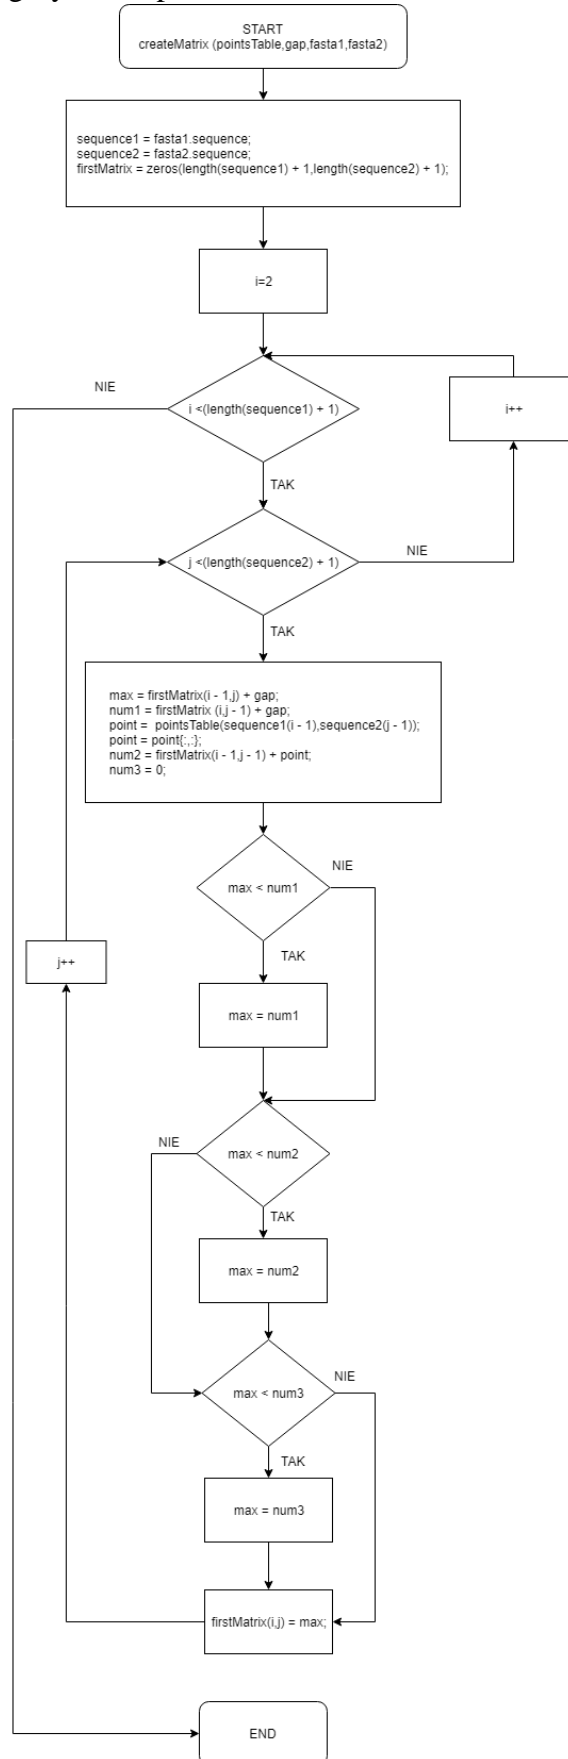 START
createMatrix (pointsTable,gap,fasta1,fasta2)
sequence1 = fasta1.sequence;
sequence2 = fasta2.sequence;
firstMatrix = zeros(length(sequence1) + 1,length(sequence2) + 1);
i=2
NIE
i <(length(sequence1) + 1)
i++
TAK
j <(length(sequence2) + 1)
NIE
TAK
max = firstMatrix(i - 1,j) + gap;
num1 = firstMatrix (i,j - 1) + gap;
point =  pointsTable(sequence1(i - 1),sequence2(j - 1));
point = point{:,:};
num2 = firstMatrix(i - 1,j - 1) + point;
num3 = 0;
NIE
max < num1
TAK
j++
max = num1
NIE
max < num2
TAK
max = num2
NIE
max < num3
TAK
max = num3
firstMatrix(i,j) = max;
END